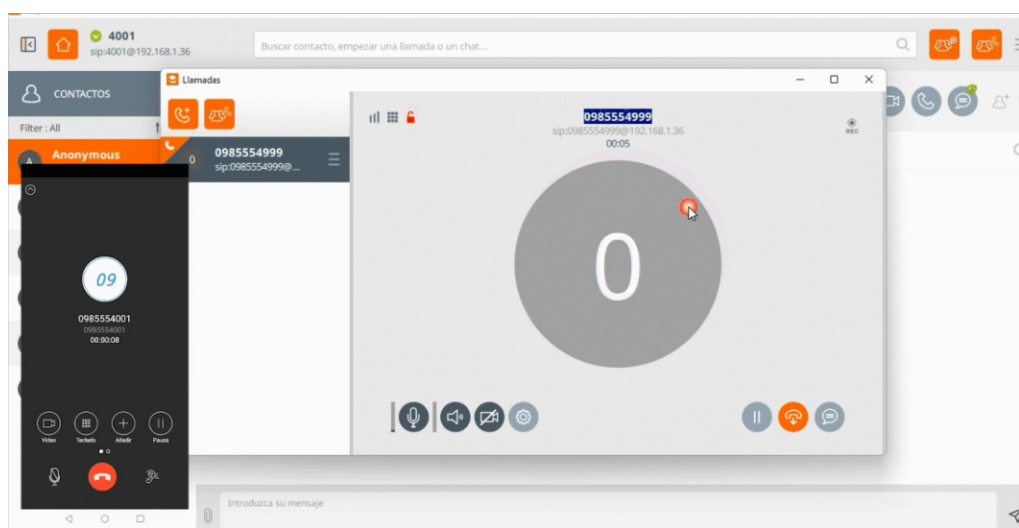 4001
sip:4001@192.168.1.36
Buscar contacto, empezar una llamada o un chat...
CONTACTOS
Filter : All
A
Anonymous
Llamadas
0
0985554999
sip:0985554999@...
0985554999
sip:0985554999@192.168.1.36
00:05
REC
0
09
0985554001
0985554001
00:00:08
Vídeo
Teclado
Añadir
Pausa
Introduzca su mensaje